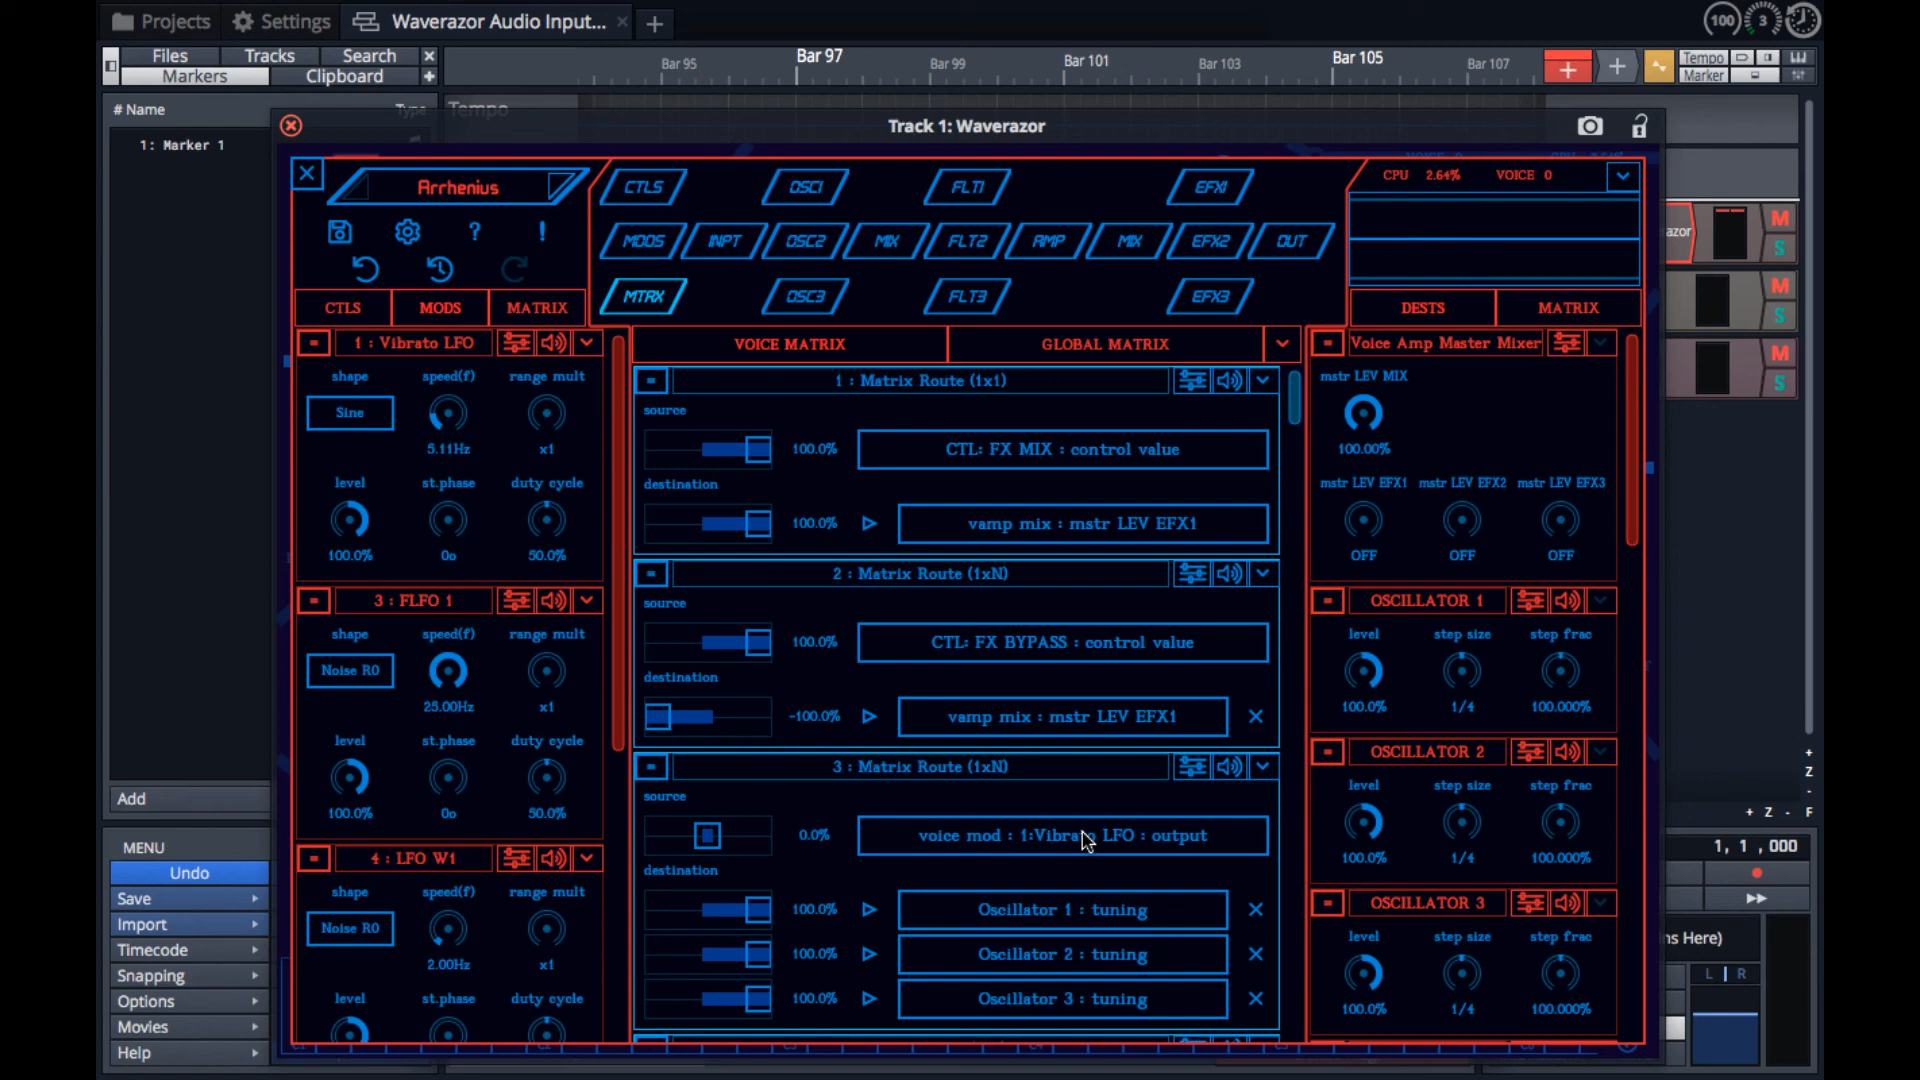 Projects Settings Waverazor Audio Input... 100 3
Files Tracks Search
Markers Clipboard
Bar 95 Bar 97 Bar 99 Bar 101 Bar 103 Bar 105 Bar 107
Tempo
Marker
# Name Type Tempo
1: Marker 1
Track 1: Waverazor
Arrhenius
CTLS OSC1 FLT1 EFX1
MODS INPT OSC2 MIX FLT2 AMP MIX EFX2 OUT
MTRX OSC3 FLT3 EFX3
CPU 2.64% VOICE 0
CTLS MODS MATRIX
DESTS MATRIX
1 : Vibrato LFO
shape speed(f) range mult
Sine
5.11Hz x1
level st.phase duty cycle
100.0% 0o 50.0%
3 : FLFO 1
shape speed(f) range mult
Noise R0
25.00Hz x1
level st.phase duty cycle
100.0% 0o 50.0%
4 : LFO W1
shape speed(f) range mult
Noise R0
2.00Hz x1
level st.phase duty cycle
VOICE MATRIX GLOBAL MATRIX
1 : Matrix Route (1x1)
source
100.0% CTL: FX MIX : control value
destination
100.0% vamp mix : mstr LEV EFX1
2 : Matrix Route (1xN)
source
100.0% CTL: FX BYPASS : control value
destination
-100.0% vamp mix : mstr LEV EFX1
3 : Matrix Route (1xN)
source
0.0% voice mod : 1:Vibrato LFO : output
destination
100.0% Oscillator 1 : tuning
100.0% Oscillator 2 : tuning
100.0% Oscillator 3 : tuning
Voice Amp Master Mixer
mstr LEV MIX
100.00%
mstr LEV EFX1 mstr LEV EFX2 mstr LEV EFX3
OFF OFF OFF
OSCILLATOR 1
level step size step frac
100.0% 1/4 100.000%
OSCILLATOR 2
level step size step frac
100.0% 1/4 100.000%
OSCILLATOR 3
level step size step frac
100.0% 1/4 100.000%
azor M
S
M
S
M
S
+
Z
-
+ Z - F
1, 1 ,000
ns Here)
L R
Add
MENU
Undo
Save
Import
Timecode
Snapping
Options
Movies
Help